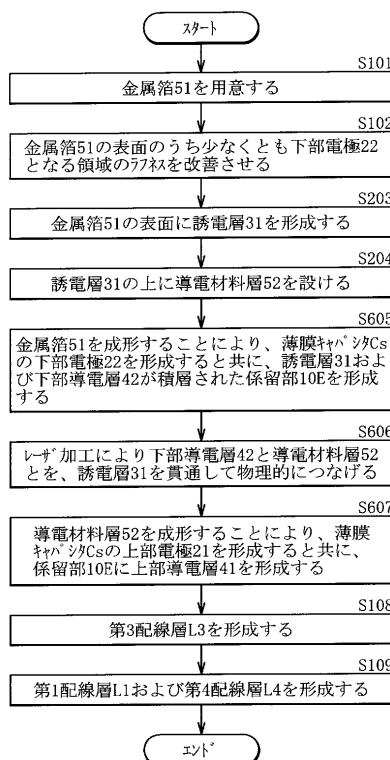 スタート
S101
金属箔51を用意する
S102
金属箔51の表面のうち少なくとも下部電極22
となる領域のラフネスを改善させる
S203
金属箔51の表面に誘電層31を形成する
S204
誘電層31の上に導電材料層52を設ける
S605
金属箔51を成形することにより、薄膜キャパシタCs
の下部電極22を形成すると共に、誘電層31およ
び下部導電層42が積層された係留部10Eを形成
する
S606
レーザ加工により下部導電層42と導電材料層52
とを、誘電層31を貫通して物理的につなげる
S607
導電材料層52を成形することにより、薄膜
キャパシタCsの上部電極21を形成すると共に、
係留部10Eに上部導電層41を形成する
S108
第3配線層L3を形成する
S109
第1配線層L1および第4配線層L4を形成する
エンド